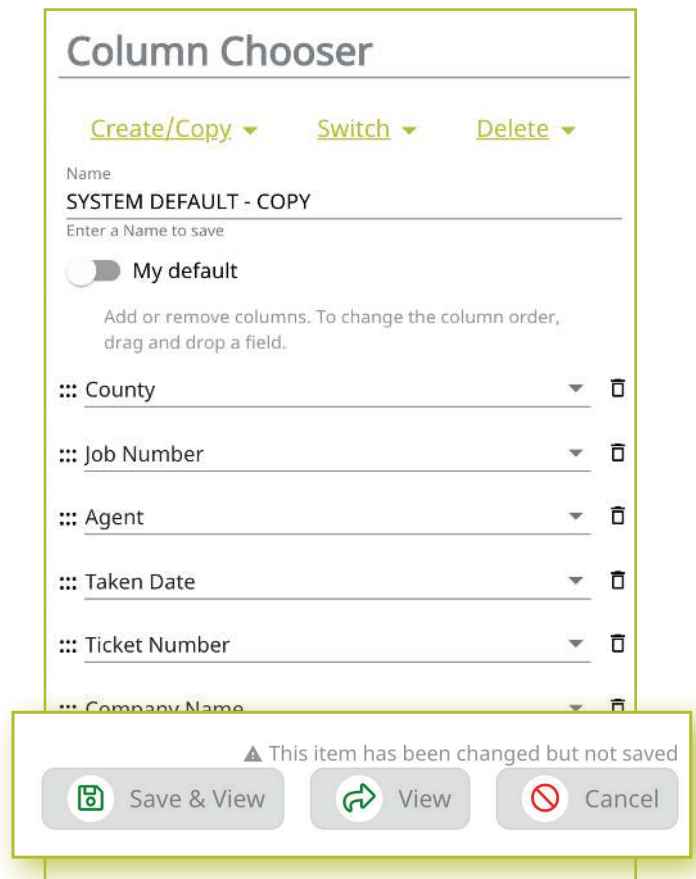 Column Chooser
Create/Copy Switch Delete
Name
SYSTEM DEFAULT - COPY
Enter a Name to save
My default
Add or remove columns. To change the column order,
drag and drop a field.
County
Job Number
Agent
Taken Date
Ticket Number
Company Name
This item has been changed but not saved
Save & View View Cancel